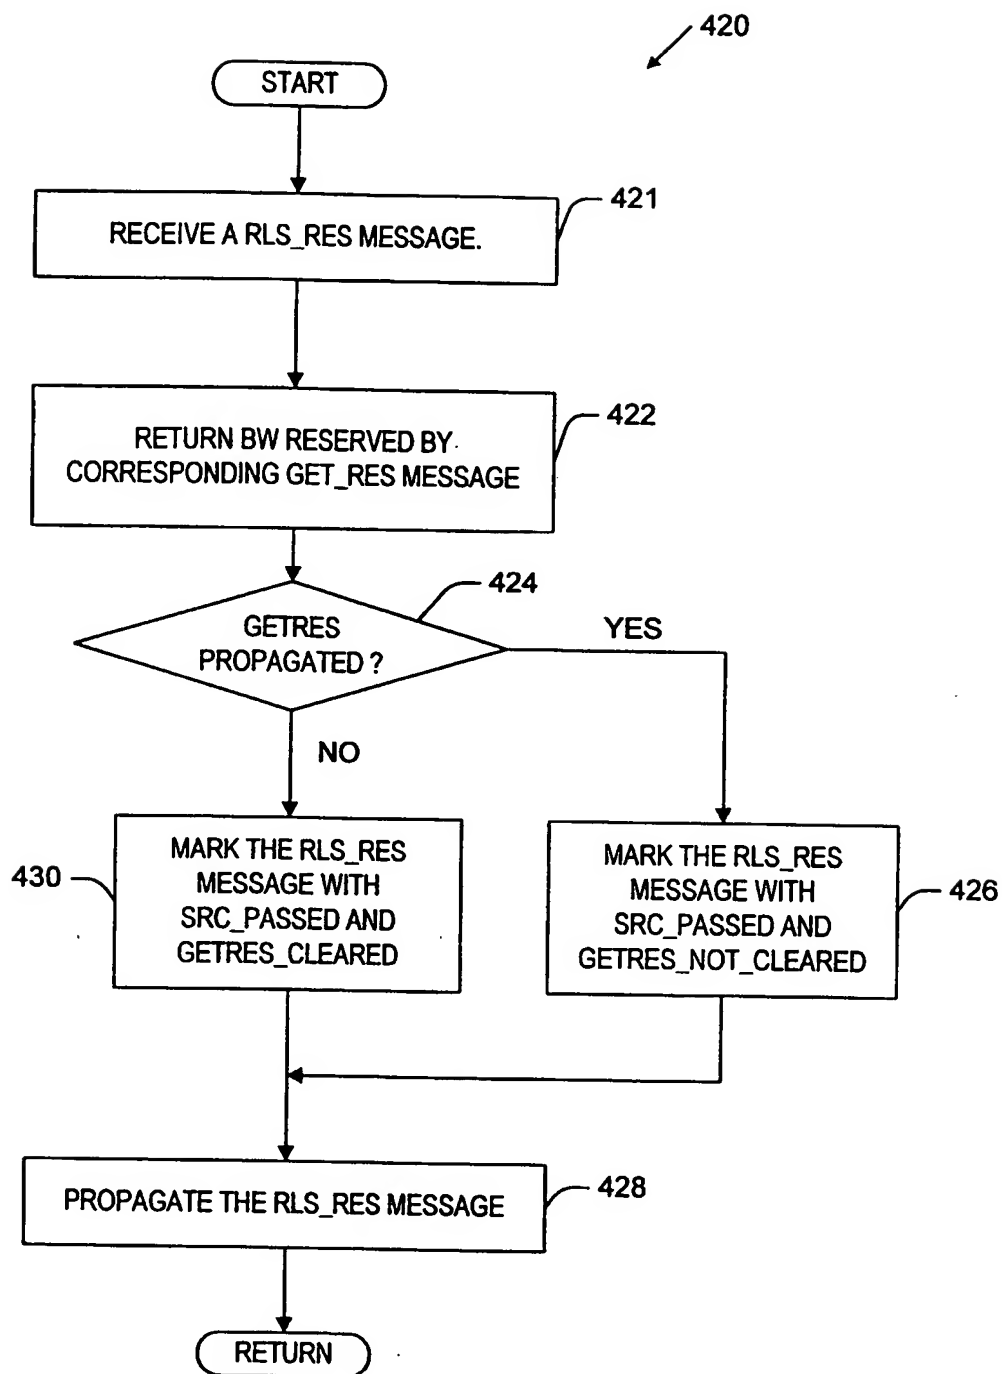 420
START
421
RECEIVE A RLS_RES MESSAGE.
422
RETURN BW RESERVED BY
CORRESPONDING GET_RES MESSAGE
424
GETRES
PROPAGATED ?
YES
NO
430
MARK THE RLS_RES
MESSAGE WITH
SRC_PASSED AND
GETRES_CLEARED
MARK THE RLS_RES
MESSAGE WITH
SRC_PASSED AND
GETRES_NOT_CLEARED
426
PROPAGATE THE RLS_RES MESSAGE
428
RETURN